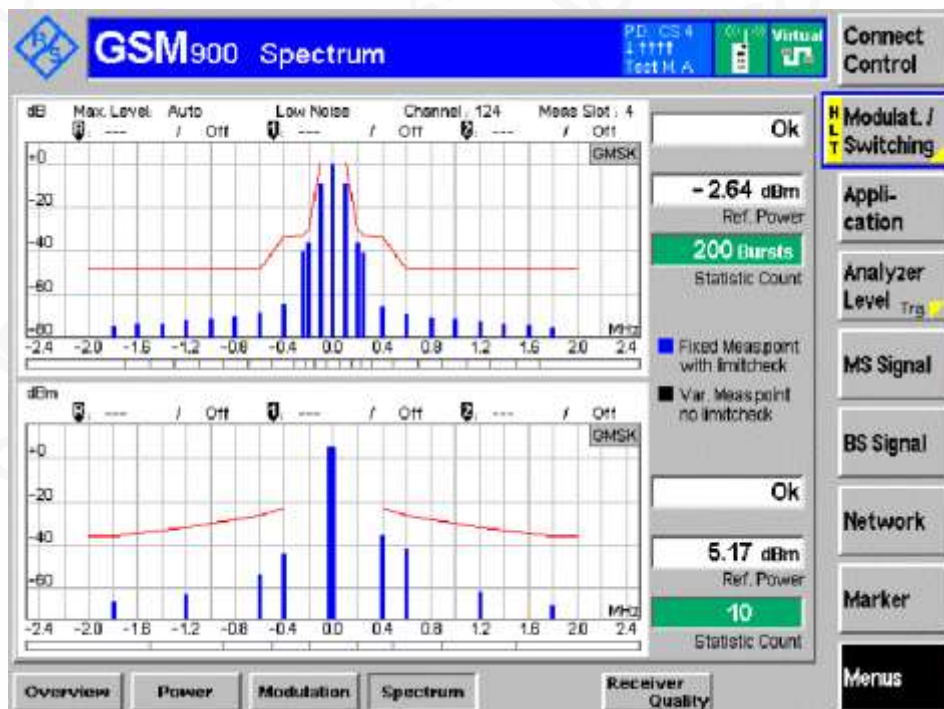 R S
GSM900 Spectrum
PD CS 4
Test M. A
Virtual
Connect Control
dB Max. Level: Auto Low Noise Channel: 124 Meas Slot: 4
--- / Off --- / Off 2: --- / Off
GMSK
+0
-20
-40
-60
-80
MHz
-2.4 -2.0 -1.6 -1.2 -0.8 -0.4 0.0 0.4 0.8 1.2 1.6 2.0 2.4
Ok
-2.64 dBm
Ref. Power
200 Bursts
Statistic Count
Fixed Meas.point
with limitcheck
Var. Meas.point
no limitcheck
dBm
--- / Off --- / Off 2: --- / Off
GMSK
+0
-20
-40
-60
MHz
-2.4 -2.0 -1.6 -1.2 -0.8 -0.4 0.0 0.4 0.8 1.2 1.6 2.0 2.4
Ok
5.17 dBm
Ref. Power
10
Statistic Count
HLT
Modulat. /
Switching
Appli-
cation
Analyzer
Level Trg
MS Signal
BS Signal
Network
Marker
Menus
Overview Power Modulation Spectrum Receiver
Quality